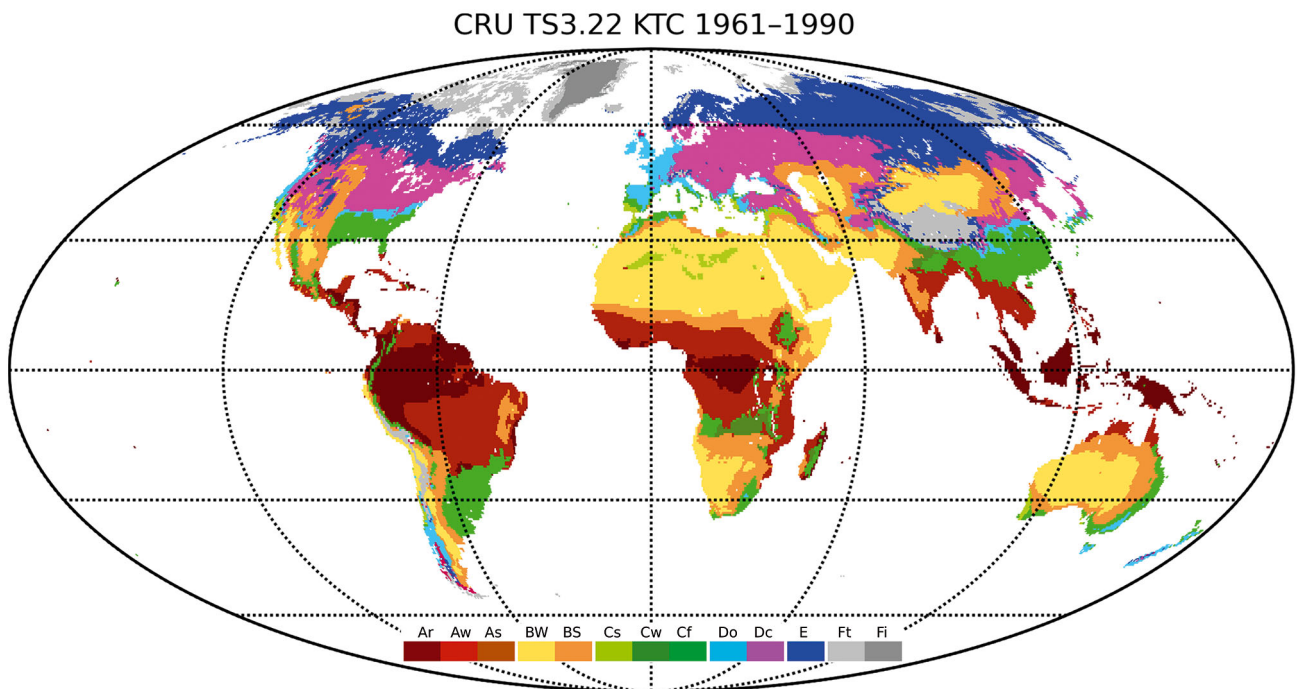 CRU TS3.22 KTC 1961–1990
Ar Aw As BW BS Cs Cw Cf Do Dc E Ft Fi